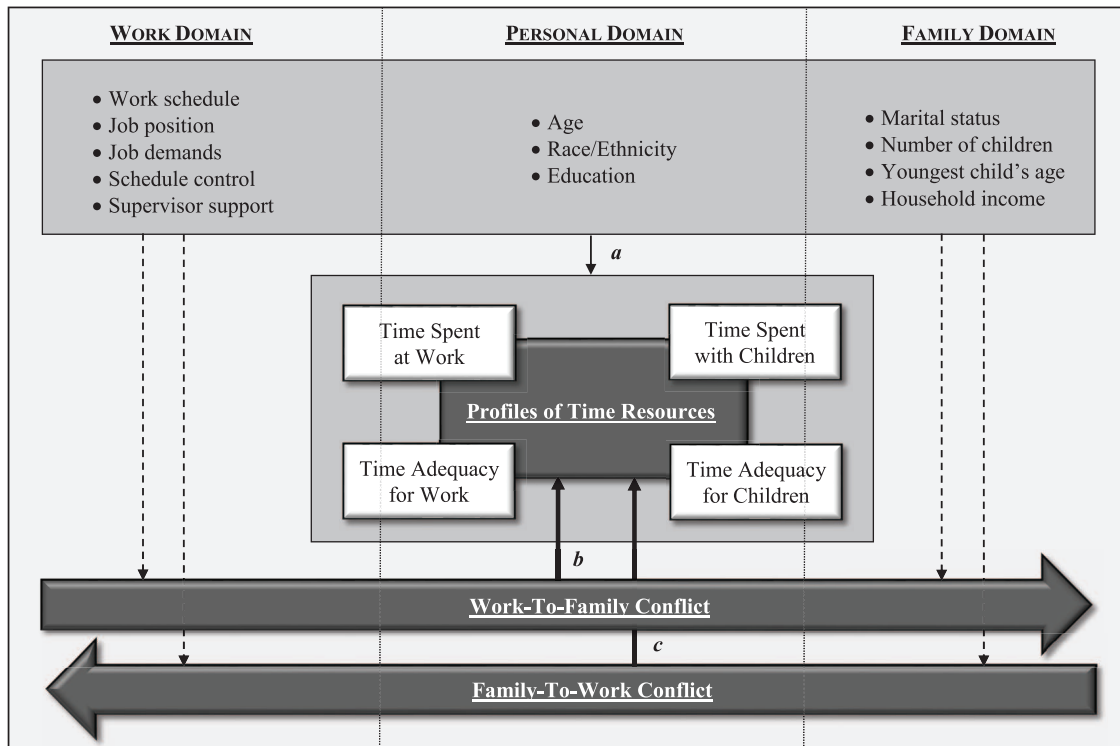 WORK DOMAIN
PERSONAL DOMAIN
FAMILY DOMAIN
• Work schedule
• Job position
• Job demands
• Schedule control
• Supervisor support
• Age
• Race/Ethnicity
• Education
• Marital status
• Number of children
• Youngest child's age
• Household income
a
Time Spent
at Work
Time Spent
with Children
Profiles of Time Resources
Time Adequacy
for Work
Time Adequacy
for Children
b
Work-To-Family Conflict
c
Family-To-Work Conflict